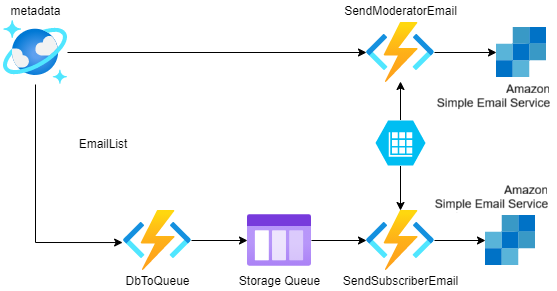 metadata
SendModeratorEmail
Amazon
Simple Email Service
EmailList
Amazon
Simple Email Service
DbToQueue
Storage Queue
SendSubscriberEmail